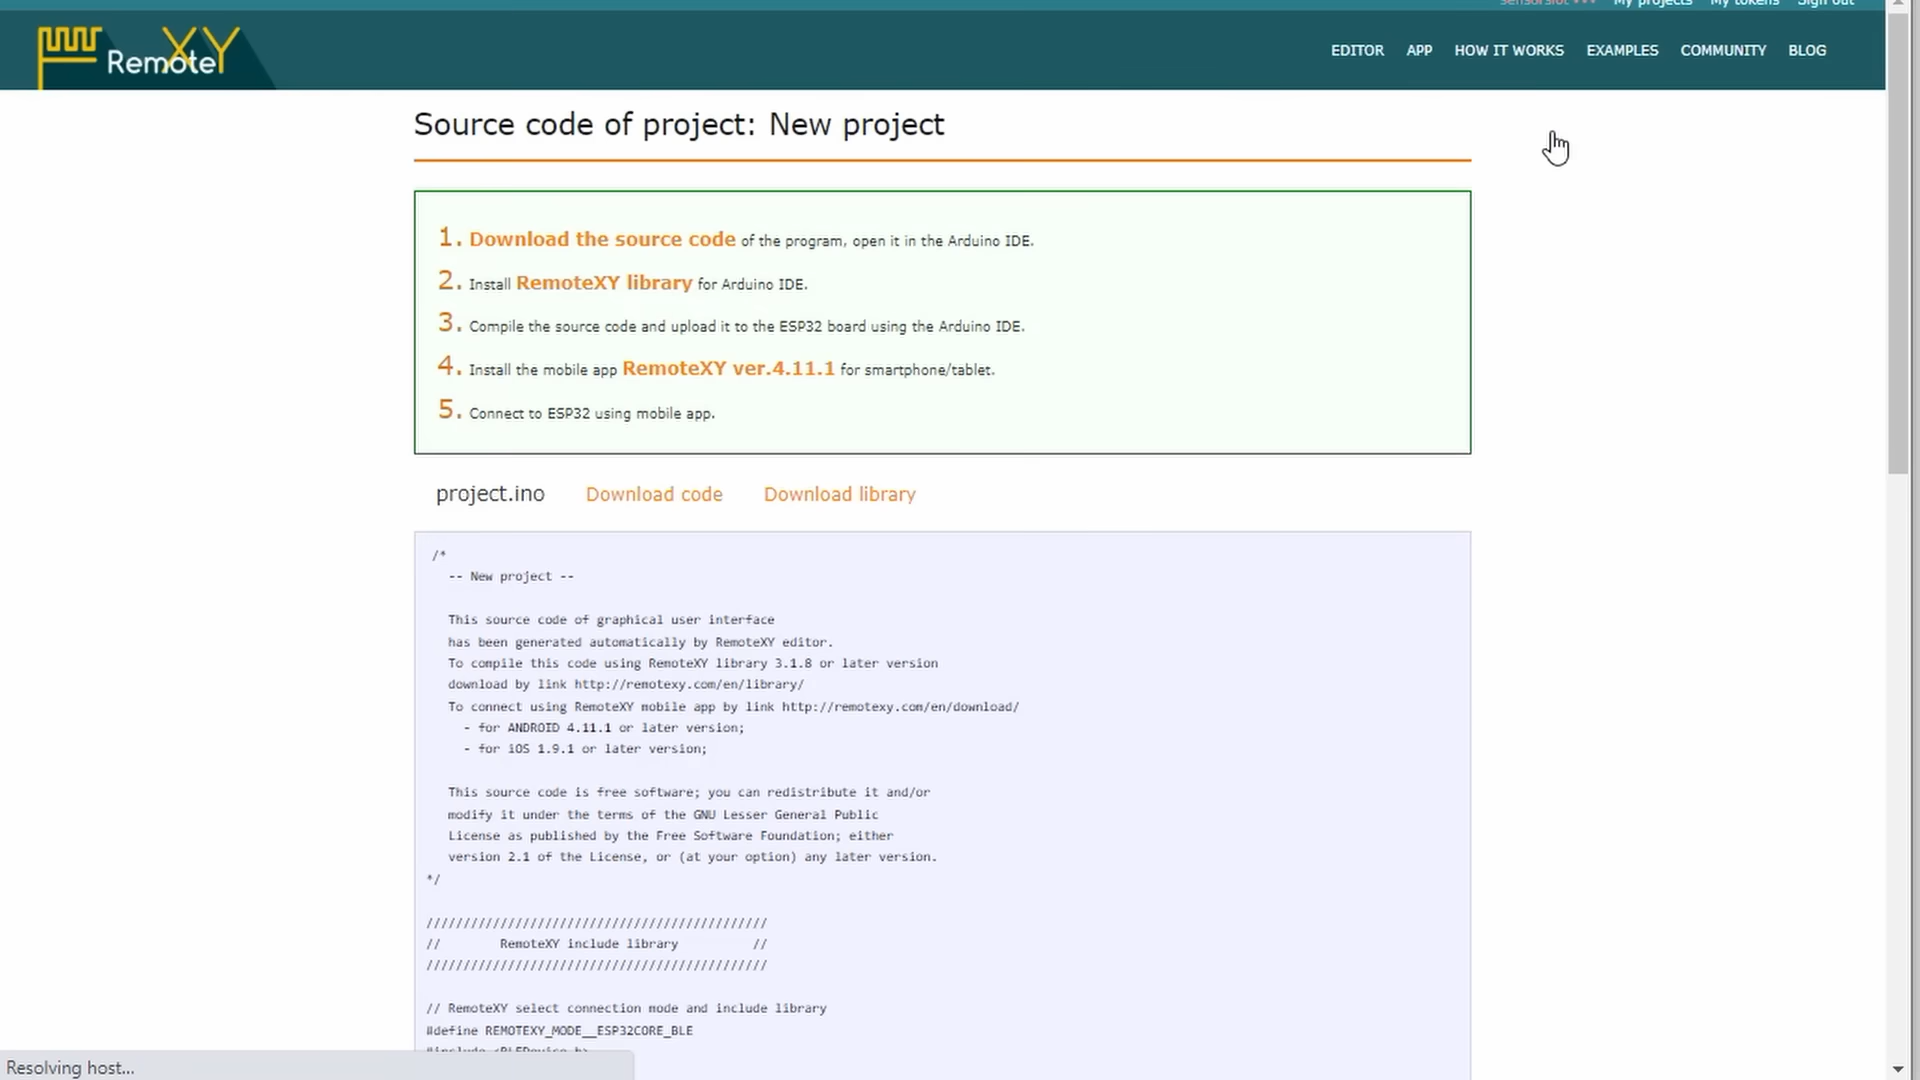 sensorslot My projects My tokens Sign out
RemoteXY
EDITOR APP HOW IT WORKS EXAMPLES COMMUNITY BLOG
Source code of project: New project
1. Download the source code of the program, open it in the Arduino IDE.
2. Install RemoteXY library for Arduino IDE.
3. Compile the source code and upload it to the ESP32 board using the Arduino IDE.
4. Install the mobile app RemoteXY ver.4.11.1 for smartphone/tablet.
5. Connect to ESP32 using mobile app.
project.ino Download code Download library
/*
-- New project --
This source code of graphical user interface
has been generated automatically by RemoteXY editor.
To compile this code using RemoteXY library 3.1.8 or later version
download by link http://remotexy.com/en/library/
To connect using RemoteXY mobile app by link http://remotexy.com/en/download/
- for ANDROID 4.11.1 or later version;
- for iOS 1.9.1 or later version;
This source code is free software; you can redistribute it and/or
modify it under the terms of the GNU Lesser General Public
License as published by the Free Software Foundation; either
version 2.1 of the License, or (at your option) any later version.
*/
//////////////////////////////////////////////
// RemoteXY include library //
//////////////////////////////////////////////
// RemoteXY select connection mode and include library
#define REMOTEXY_MODE__ESP32CORE_BLE
#include <BLEDevice.h>
Resolving host...